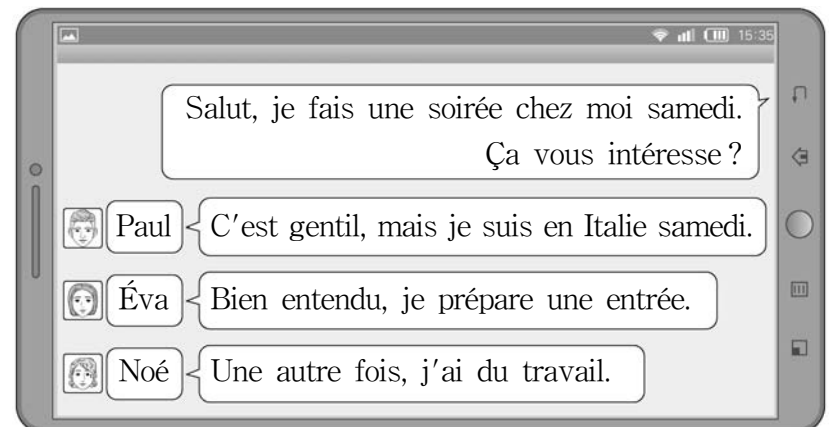 15:35
Salut, je fais une soirée chez moi samedi.
Ça vous intéresse ?
Paul
C'est gentil, mais je suis en Italie samedi.
Éva
Bien entendu, je prépare une entrée.
Noé
Une autre fois, j'ai du travail.